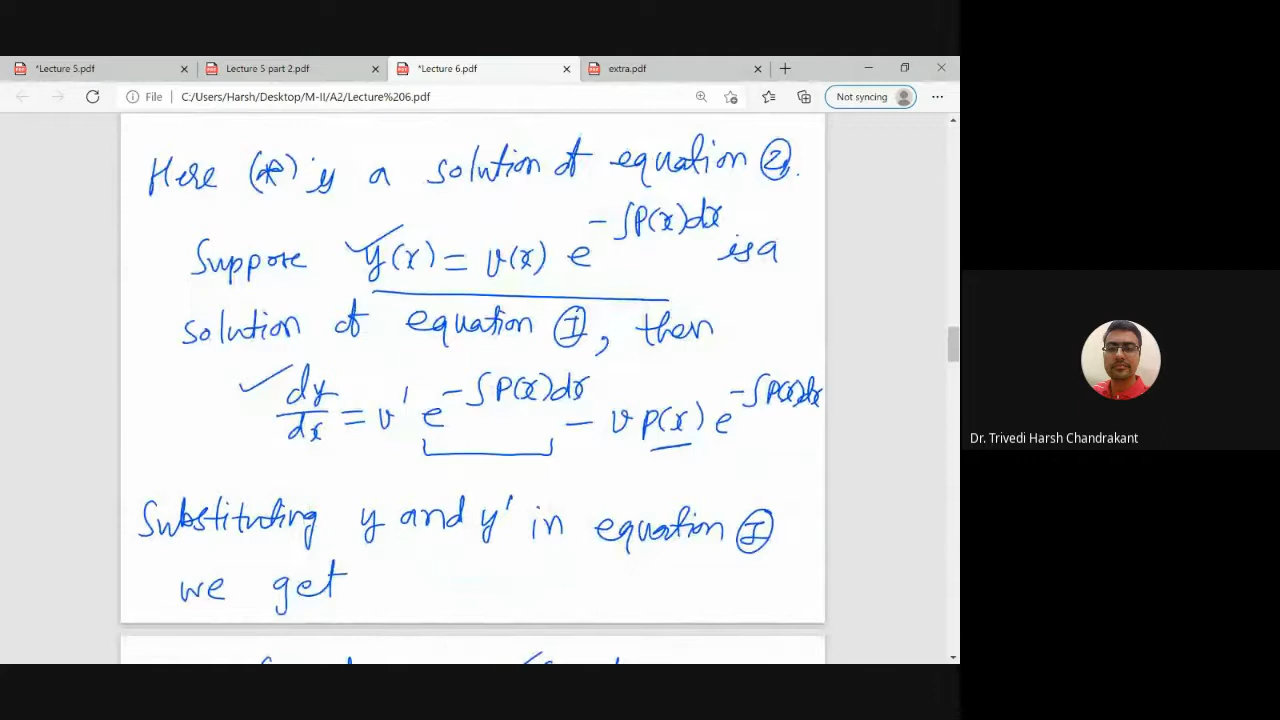 *Lecture 5.pdf
Lecture 5 part 2.pdf
*Lecture 6.pdf
extra.pdf
File
C:/Users/Harsh/Desktop/M-II/A2/Lecture%206.pdf
Not syncing
Here (*) is a solution of equation ②.
Suppose y(x) = v(x) e^{-∫P(x)dx} is a
solution of equation ①, then
dy/dx = v' e^{-∫P(x)dx} - v P(x) e^{-∫P(x)dx}
Substituting y and y' in equation ①
we get
Dr. Trivedi Harsh Chandrakant